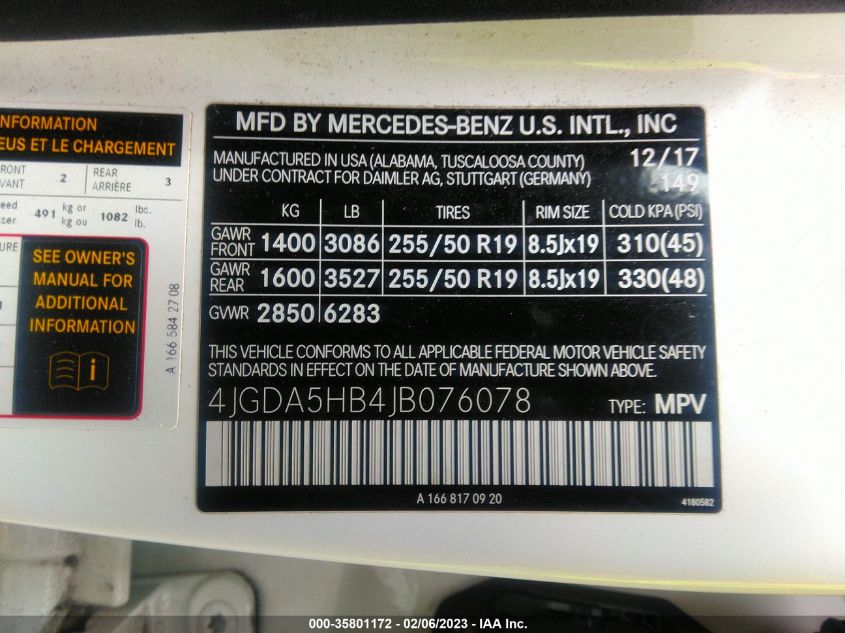 NFORMATION
EUS ET LE CHARGEMENT
RONT
VANT
2
REAR
ARRIÈRE
3
eed
sser
491
kg or
kg ou
1082
lbs.
lb.
URE
SEE OWNER'S
MANUAL FOR
ADDITIONAL
INFORMATION
i
A 166 584 27 08
MFD BY MERCEDES-BENZ U.S. INTL., INC
MANUFACTURED IN USA (ALABAMA, TUSCALOOSA COUNTY) 12/17
UNDER CONTRACT FOR DAIMLER AG, STUTTGART (GERMANY) 149
KG LB TIRES RIM SIZE COLD KPA (PSI)
GAWR FRONT 1400 3086 255/50 R19 8.5Jx19 310(45)
GAWR REAR 1600 3527 255/50 R19 8.5Jx19 330(48)
GVWR 2850 6283
THIS VEHICLE CONFORMS TO ALL APPLICABLE FEDERAL MOTOR VEHICLE SAFETY
STANDARDS IN EFFECT ON THE DATE OF MANUFACTURE SHOWN ABOVE.
4JGDA5HB4JB076078 TYPE: MPV
A 166 817 09 20
4180582
000-35801172 - 02/06/2023 - IAA Inc.